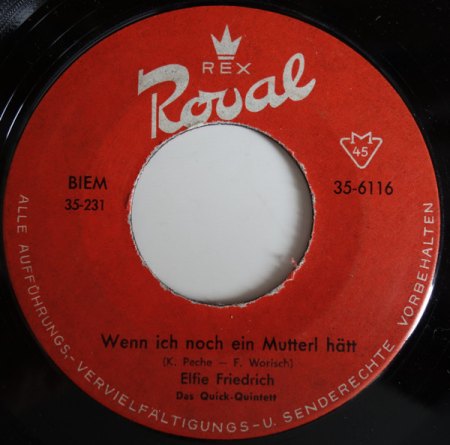 REX
Royal
BIEM
35-231
M
45
35-6116
Wenn ich noch ein Mutterl hätt
(K. Peche — F. Worisch)
Elfie Friedrich
Das Quick-Quintett
ALLE AUFFÜHRUNGS,- VERVIELFÄLTIGUNGS-U. SENDERECHTE VORBEHALTEN